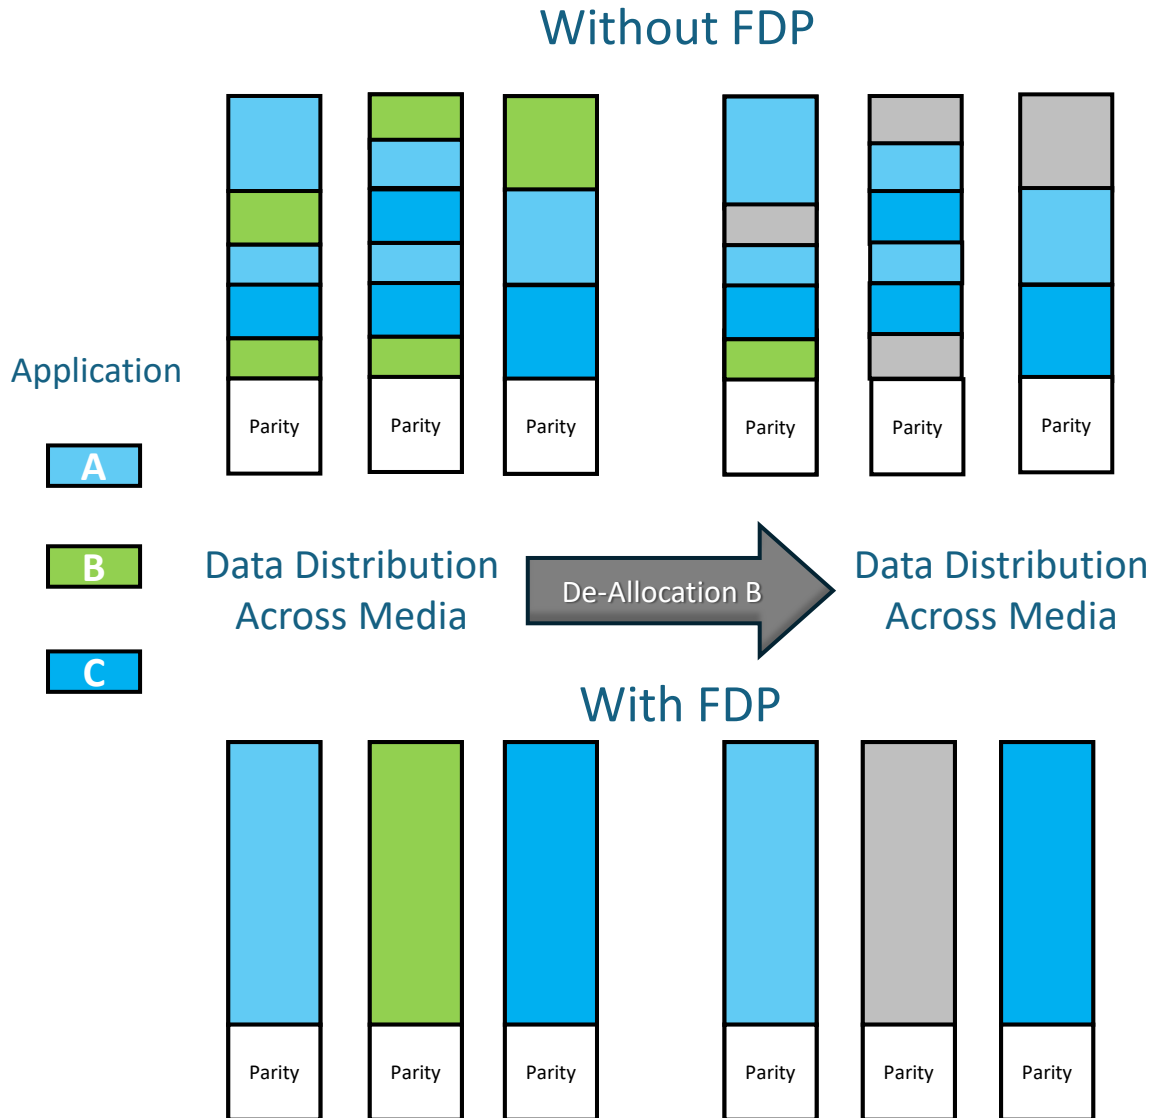 Without FDP
Parity
Parity
Parity
Parity
Parity
Parity
Application
A
B
C
Data Distribution
Across Media
De-Allocation B
Data Distribution
Across Media
With FDP
Parity
Parity
Parity
Parity
Parity
Parity